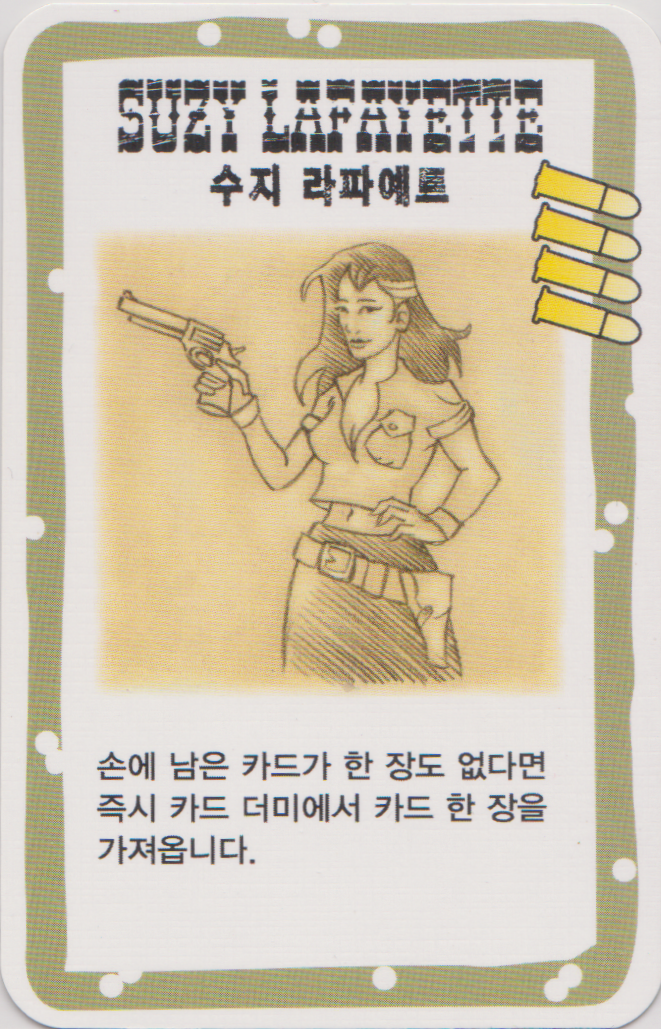 SUZY LAFAYETTE
수지 라파예트
손에 남은 카드가 한 장도 없다면
즉시 카드 더미에서 카드 한 장을
가져옵니다.